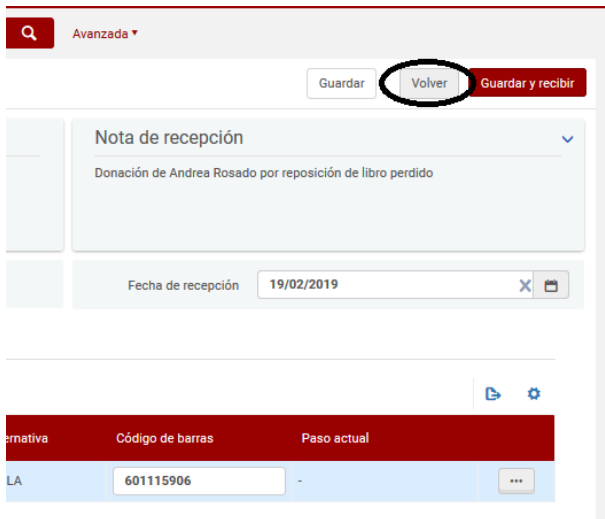 Avanzada
Guardar Volver Guardar y recibir
Nota de recepción
Donación de Andrea Rosado por reposición de libro perdido
Fecha de recepción 19/02/2019
ernativa Código de barras Paso actual
LA 601115906 -